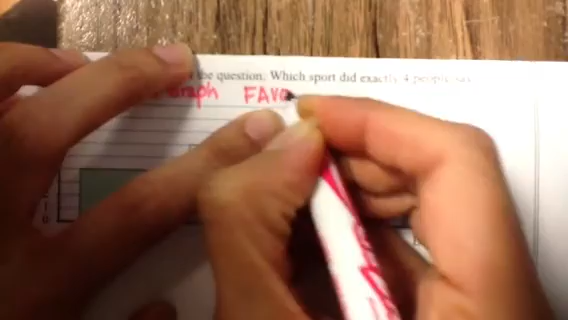 the question. Which sport did exactly 4 people say
graph FAVO